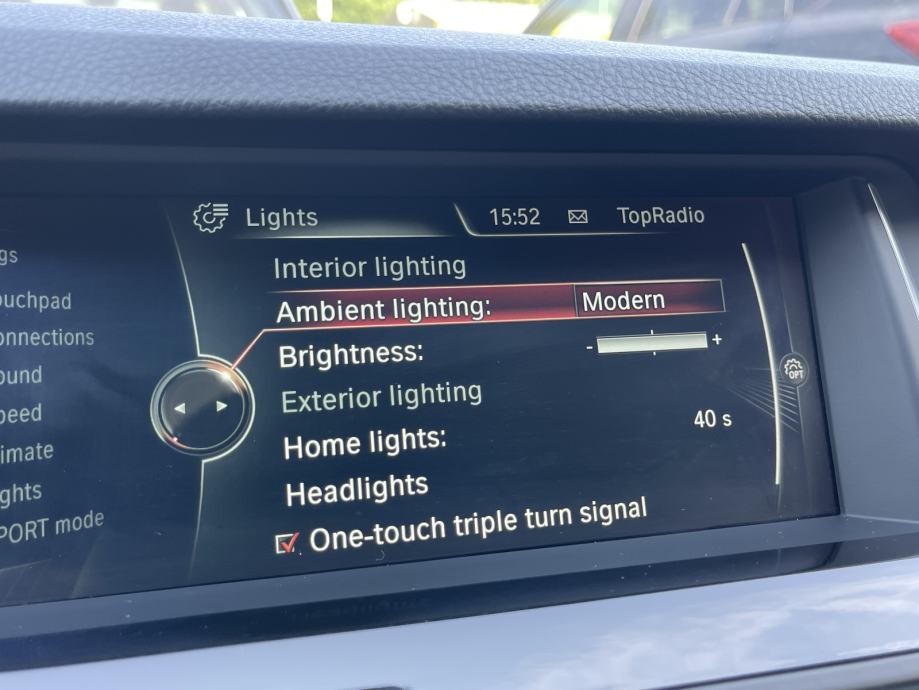 Lights
15:52 TopRadio
gs
ouchpad
onnections
ound
peed
imate
ghts
PORT mode
Interior lighting
Ambient lighting: Modern
Brightness: - +
Exterior lighting
Home lights: 40 s
Headlights
One-touch triple turn signal
OPT